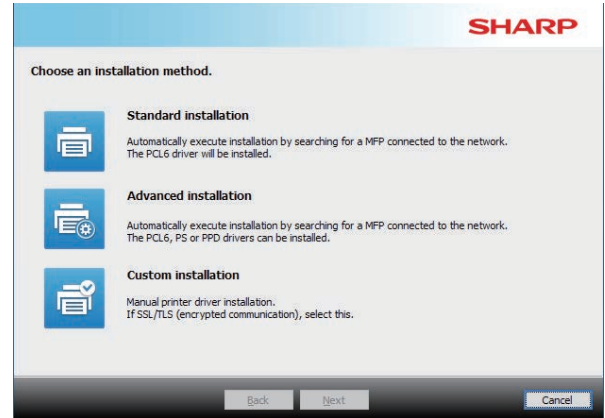 SHARP
Choose an installation method.
Standard installation
Automatically execute installation by searching for a MFP connected to the network.
The PCL6 driver will be installed.
Advanced installation
Automatically execute installation by searching for a MFP connected to the network.
The PCL6, PS or PPD drivers can be installed.
Custom installation
Manual printer driver installation.
If SSL/TLS (encrypted communication), select this.
Back Next Cancel